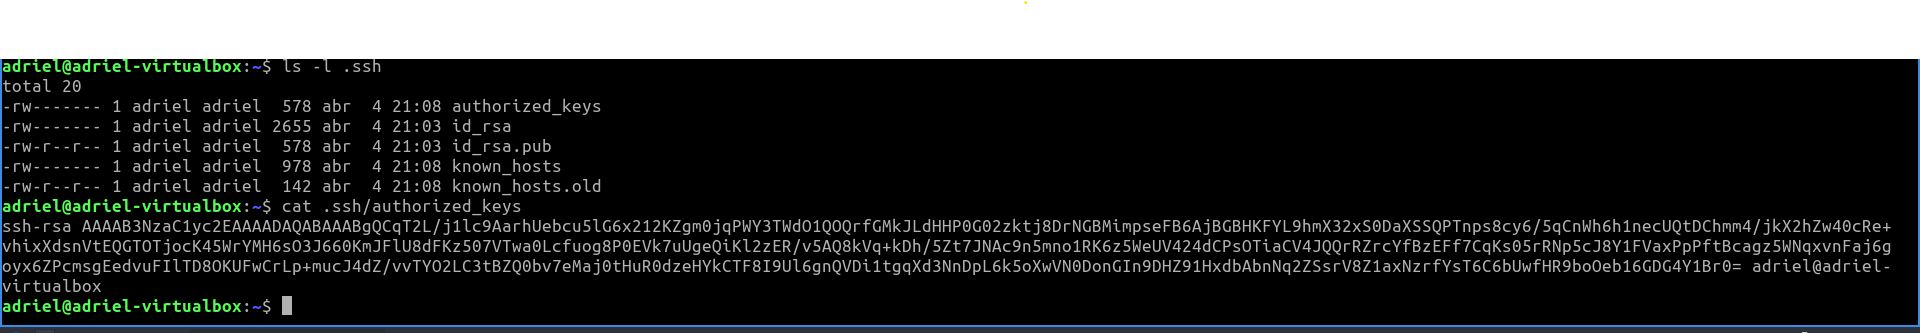 adriel@adriel-virtualbox:~$ ls -l .ssh
total 20
-rw------- 1 adriel adriel  578 abr  4 21:08 authorized_keys
-rw------- 1 adriel adriel 2655 abr  4 21:03 id_rsa
-rw-r--r-- 1 adriel adriel  578 abr  4 21:03 id_rsa.pub
-rw------- 1 adriel adriel  978 abr  4 21:08 known_hosts
-rw-r--r-- 1 adriel adriel  142 abr  4 21:08 known_hosts.old
adriel@adriel-virtualbox:~$ cat .ssh/authorized_keys
ssh-rsa AAAAB3NzaC1yc2EAAAADAQABAAABgQCqT2L/j1lc9AarhUebcu5lG6x212KZgm0jqPWY3TWdO1QOQrfGMkJLdHHP0G02zktj8DrNGBMimpseFB6AjBGBHKFYL9hmX32xS0DaXSSQPTnps8cy6/5qCnWh6h1necUQtDChmm4/jkX2hZw40cRe+
vhixXdsnVtEQGTOTjocK45WrYMH6sO3J660KmJFlU8dFKz507VTwa0Lcfuog8P0EVk7uUgeQiKl2zER/v5AQ8kVq+kDh/5Zt7JNAc9n5mno1RK6z5WeUV424dCPsOTiaCV4JQQrRZrcYfBzEFf7CqKs05rRNp5cJ8Y1FVaxPpPftBcagz5WNqxvnFaj6g
oyx6ZPcmsgEedvuFIlTD8OKUFwCrLp+mucJ4dZ/vvTYO2LC3tBZQ0bv7eMaj0tHuR0dzeHYkCTF8I9Ul6gnQVDi1tgqXd3NnDpL6k5oXwVN0DonGIn9DHZ91HxdbAbnNq2ZSsrV8Z1axNzrfYsT6C6bUwfHR9boOeb16GDG4Y1Br0= adriel@adriel-
virtualbox
adriel@adriel-virtualbox:~$